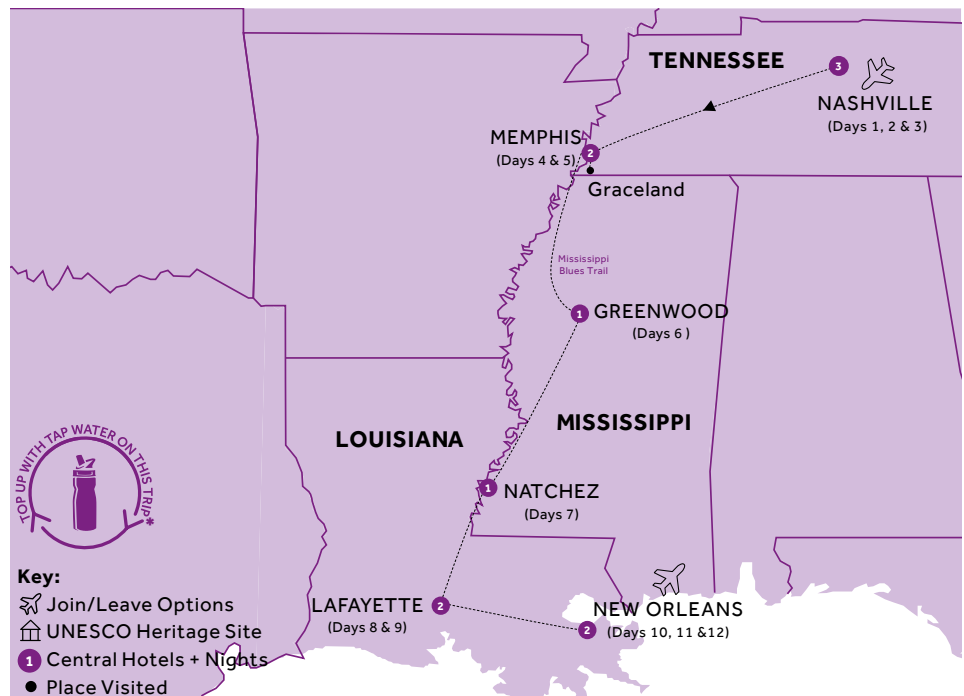 TENNESSEE
3
NASHVILLE
(Days 1, 2 & 3)
MEMPHIS
(Days 4 & 5)
2
Graceland
Mississippi
Blues Trail
1
GREENWOOD
(Days 6 )
MISSISSIPPI
LOUISIANA
1
NATCHEZ
(Days 7)
TOP UP WITH TAP WATER ON THIS TRIP*
LAFAYETTE
(Days 8 & 9)
2
NEW ORLEANS
2
(Days 10, 11 &12)
Key:
Join/Leave Options
UNESCO Heritage Site
1 Central Hotels + Nights
Place Visited